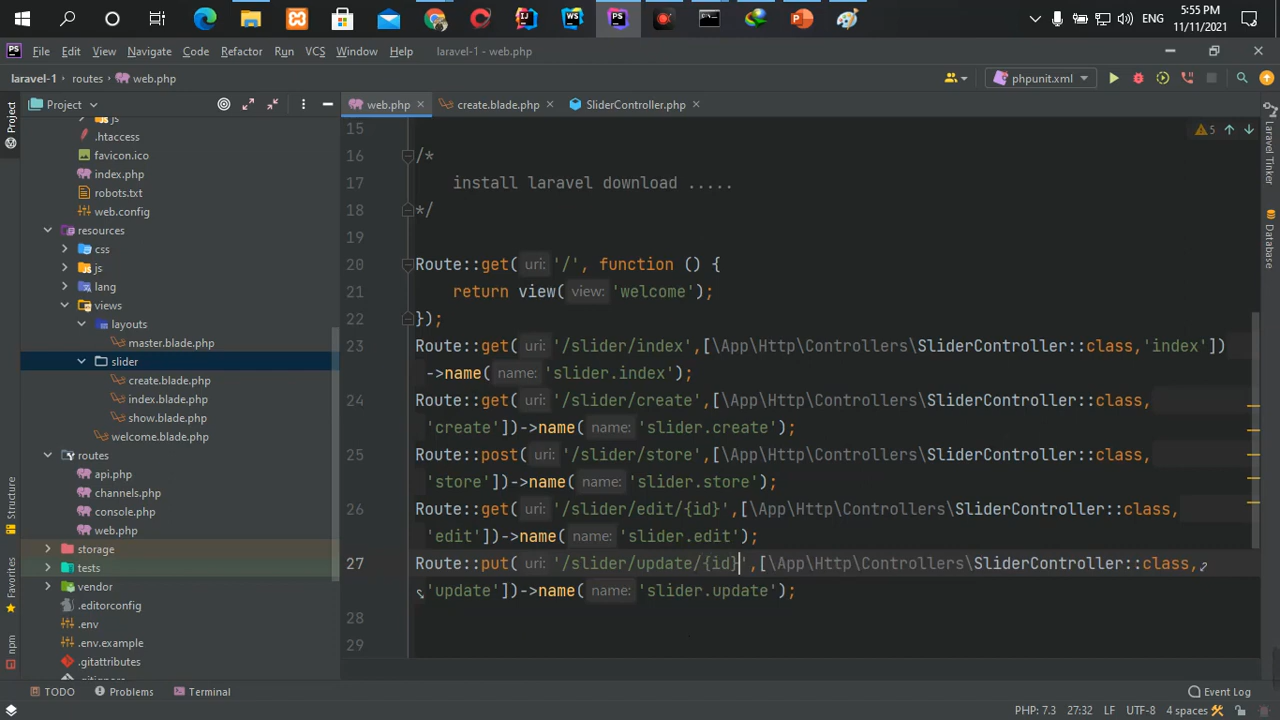 ENG
5:55 PM
11/11/2021
File Edit View Navigate Code Refactor Run VCS Window Help laravel-1 - web.php
laravel-1 > routes > web.php
phpunit.xml
Project
web.php
create.blade.php
SliderController.php
js
.htaccess
favicon.ico
index.php
robots.txt
web.config
resources
css
js
lang
views
layouts
master.blade.php
slider
create.blade.php
index.blade.php
show.blade.php
welcome.blade.php
routes
api.php
channels.php
console.php
web.php
storage
tests
vendor
.editorconfig
.env
.env.example
.gitattributes
Project
Structure
Favorites
npm
15
16 /*
17 install laravel download .....
18 */
19
20 Route::get( uri: '/', function () {
21 return view( view: 'welcome');
22 });
23 Route::get( uri: '/slider/index',[\App\Http\Controllers\SliderController::class,'index'])
->name( name: 'slider.index');
24 Route::get( uri: '/slider/create',[\App\Http\Controllers\SliderController::class,
'create'])->name( name: 'slider.create');
25 Route::post( uri: '/slider/store',[\App\Http\Controllers\SliderController::class,
'store'])->name( name: 'slider.store');
26 Route::get( uri: '/slider/edit/{id}',[\App\Http\Controllers\SliderController::class,
'edit'])->name( name: 'slider.edit');
27 Route::put( uri: '/slider/update/{id}',[\App\Http\Controllers\SliderController::class,
'update'])->name( name: 'slider.update');
28
29
5
Laravel Tinker
Database
TODO Problems Terminal
Event Log
PHP: 7.3 27:32 LF UTF-8 4 spaces